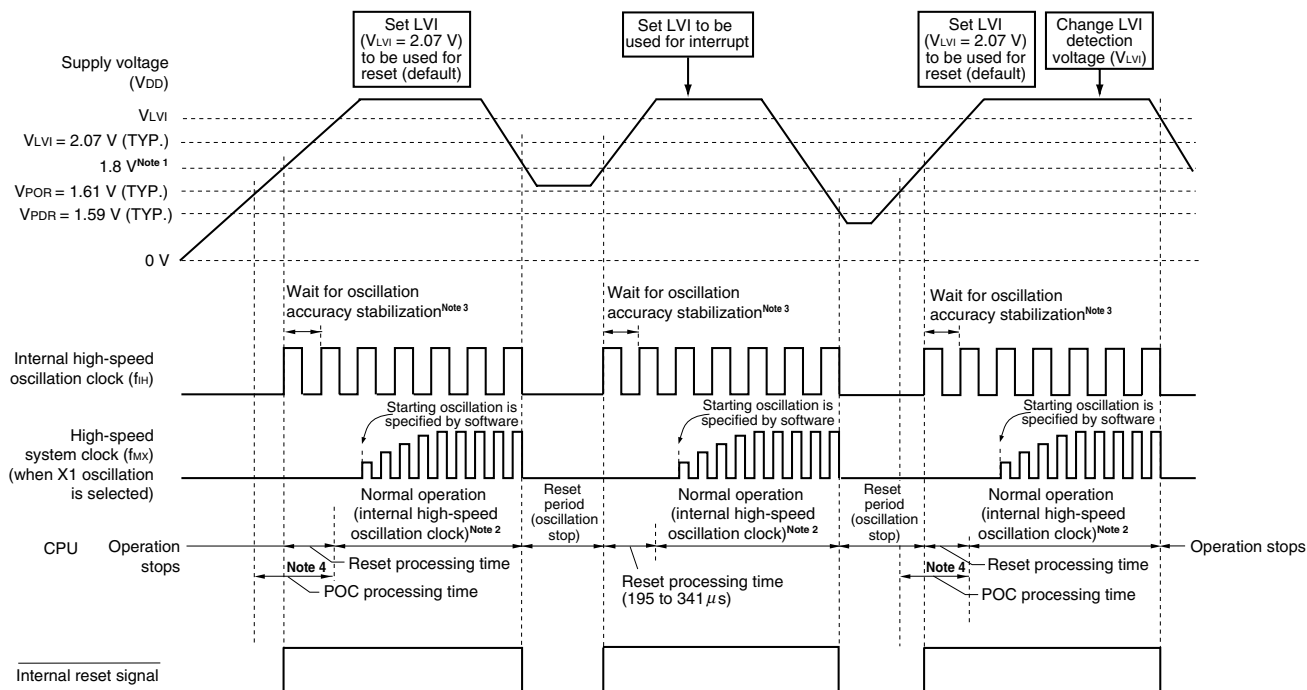 Set LVI
(VLVI = 2.07 V)
to be used for
reset (default)
Set LVI to be
used for interrupt
Set LVI
(VLVI = 2.07 V)
to be used for
reset (default)
Change LVI
detection
voltage (VLVI)
Supply voltage
(VDD)
VLVI
VLVI = 2.07 V (TYP.)
1.8 V Note 1
VPOR = 1.61 V (TYP.)
VPDR = 1.59 V (TYP.)
0 V
Wait for oscillation
accuracy stabilization Note 3
Wait for oscillation
accuracy stabilization Note 3
Wait for oscillation
accuracy stabilization Note 3
Internal high-speed
oscillation clock (fIH)
Starting oscillation is
specified by software
Starting oscillation is
specified by software
Starting oscillation is
specified by software
High-speed
system clock (fMX)
(when X1 oscillation
is selected)
Normal operation
(internal high-speed
oscillation clock) Note 2
Reset
period
(oscillation
stop)
Normal operation
(internal high-speed
oscillation clock) Note 2
Reset
period
(oscillation
stop)
Normal operation
(internal high-speed
oscillation clock) Note 2
CPU
Operation
stops
Operation stops
Note 4
Reset processing time
POC processing time
Reset processing time
(195 to 341 μs)
Note 4
Reset processing time
POC processing time
Internal reset signal